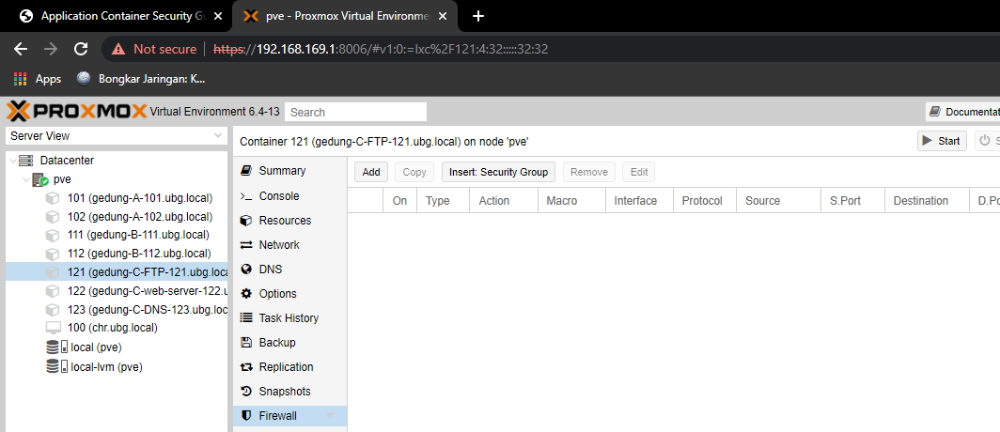 Application Container Security G
pve - Proxmox Virtual Environme
Not secure https://192.168.169.1:8006/#v1:0:=lxc%2F121:4:32:::::32:32
Apps Bongkar Jaringan: K...
PROXMOX Virtual Environment 6.4-13 Search Documentat
Server View
Container 121 (gedung-C-FTP-121.ubg.local) on node 'pve' Start S
Datacenter
pve
101 (gedung-A-101.ubg.local)
102 (gedung-A-102.ubg.local)
111 (gedung-B-111.ubg.local)
112 (gedung-B-112.ubg.local)
121 (gedung-C-FTP-121.ubg.loca
122 (gedung-C-web-server-122.u
123 (gedung-C-DNS-123.ubg.loc
100 (chr.ubg.local)
local (pve)
local-lvm (pve)
Summary
Console
Resources
Network
DNS
Options
Task History
Backup
Replication
Snapshots
Firewall
Add Copy Insert: Security Group Remove Edit
On Type Action Macro Interface Protocol Source S.Port Destination D.Po